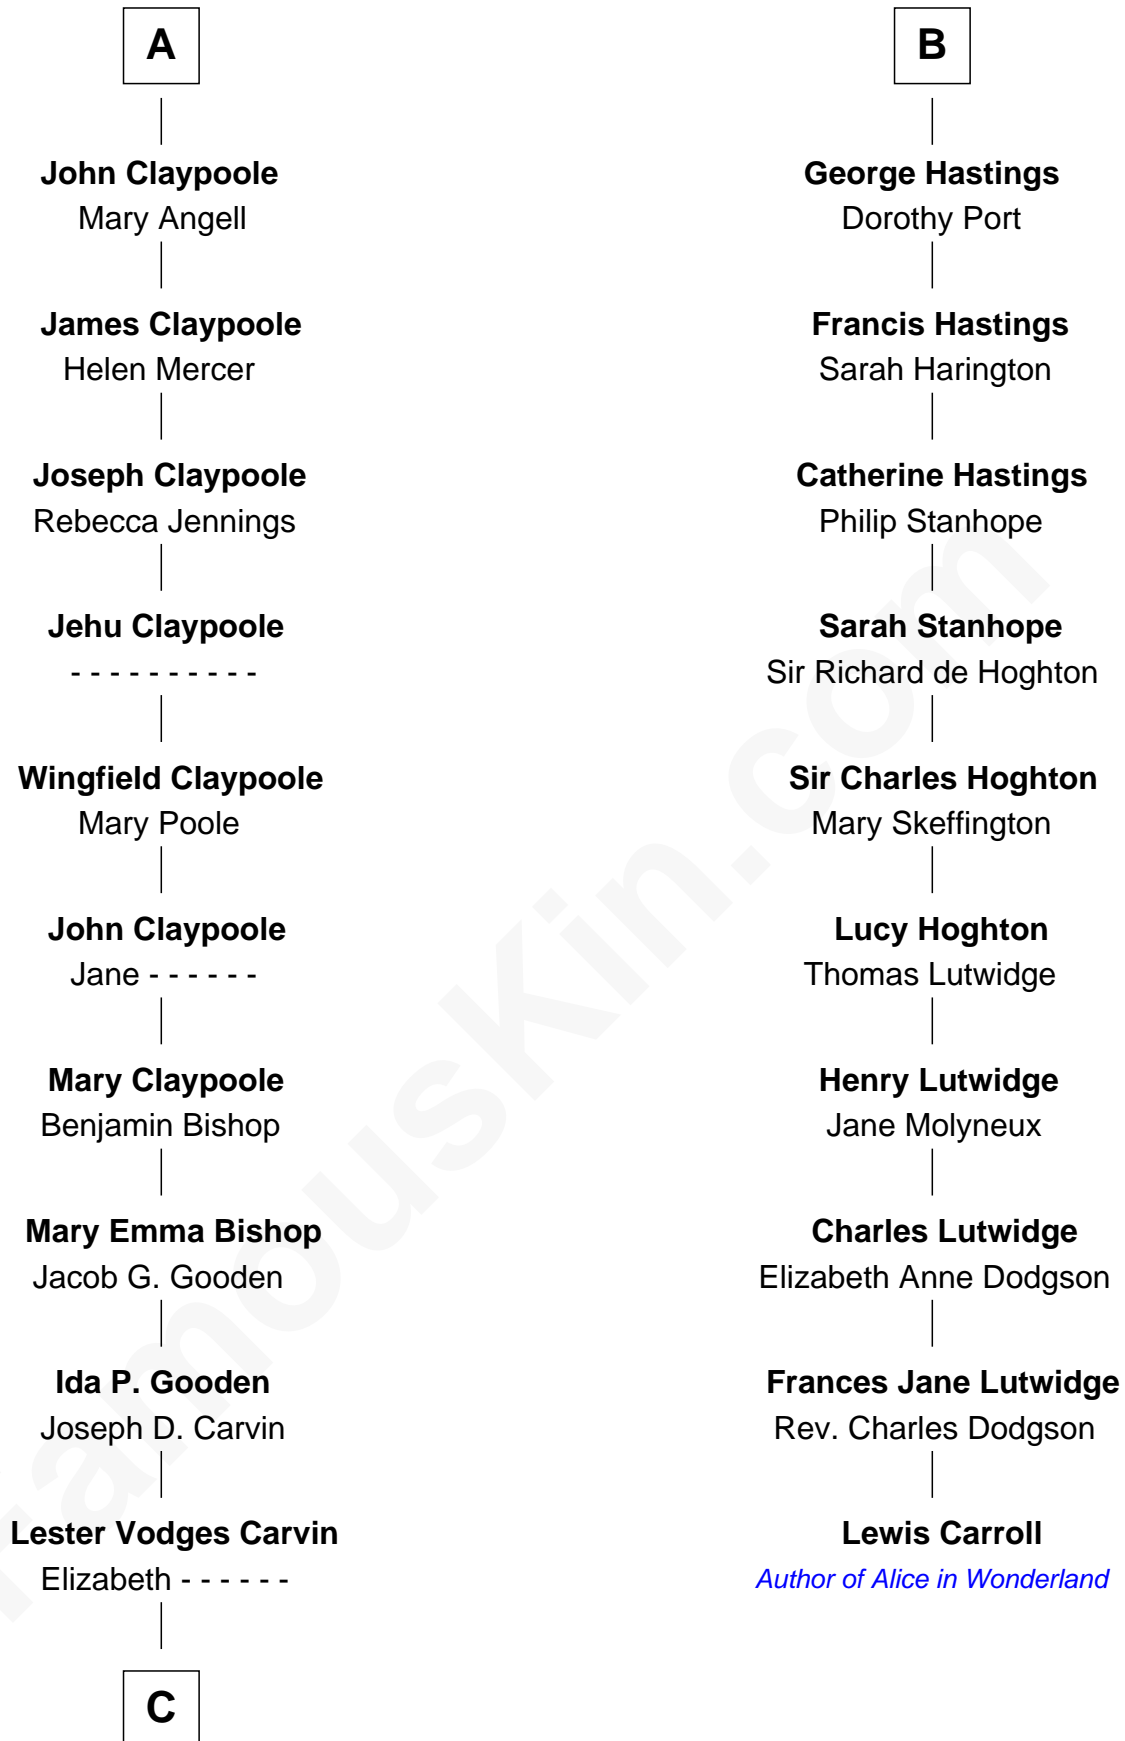 A
John Claypoole
Mary Angell
James Claypoole
Helen Mercer
Joseph Claypoole
Rebecca Jennings
Jehu Claypoole
- - - - - - - - - -
Wingfield Claypoole
Mary Poole
John Claypoole
Jane - - - - - -
Mary Claypoole
Benjamin Bishop
Mary Emma Bishop
Jacob G. Gooden
Ida P. Gooden
Joseph D. Carvin
Lester Vodges Carvin
Elizabeth - - - - - -
C
B
George Hastings
Dorothy Port
Francis Hastings
Sarah Harington
Catherine Hastings
Philip Stanhope
Sarah Stanhope
Sir Richard de Hoghton
Sir Charles Hoghton
Mary Skeffington
Lucy Hoghton
Thomas Lutwidge
Henry Lutwidge
Jane Molyneux
Charles Lutwidge
Elizabeth Anne Dodgson
Frances Jane Lutwidge
Rev. Charles Dodgson
Lewis Carroll
Author of Alice in Wonderland
FamousKin.com